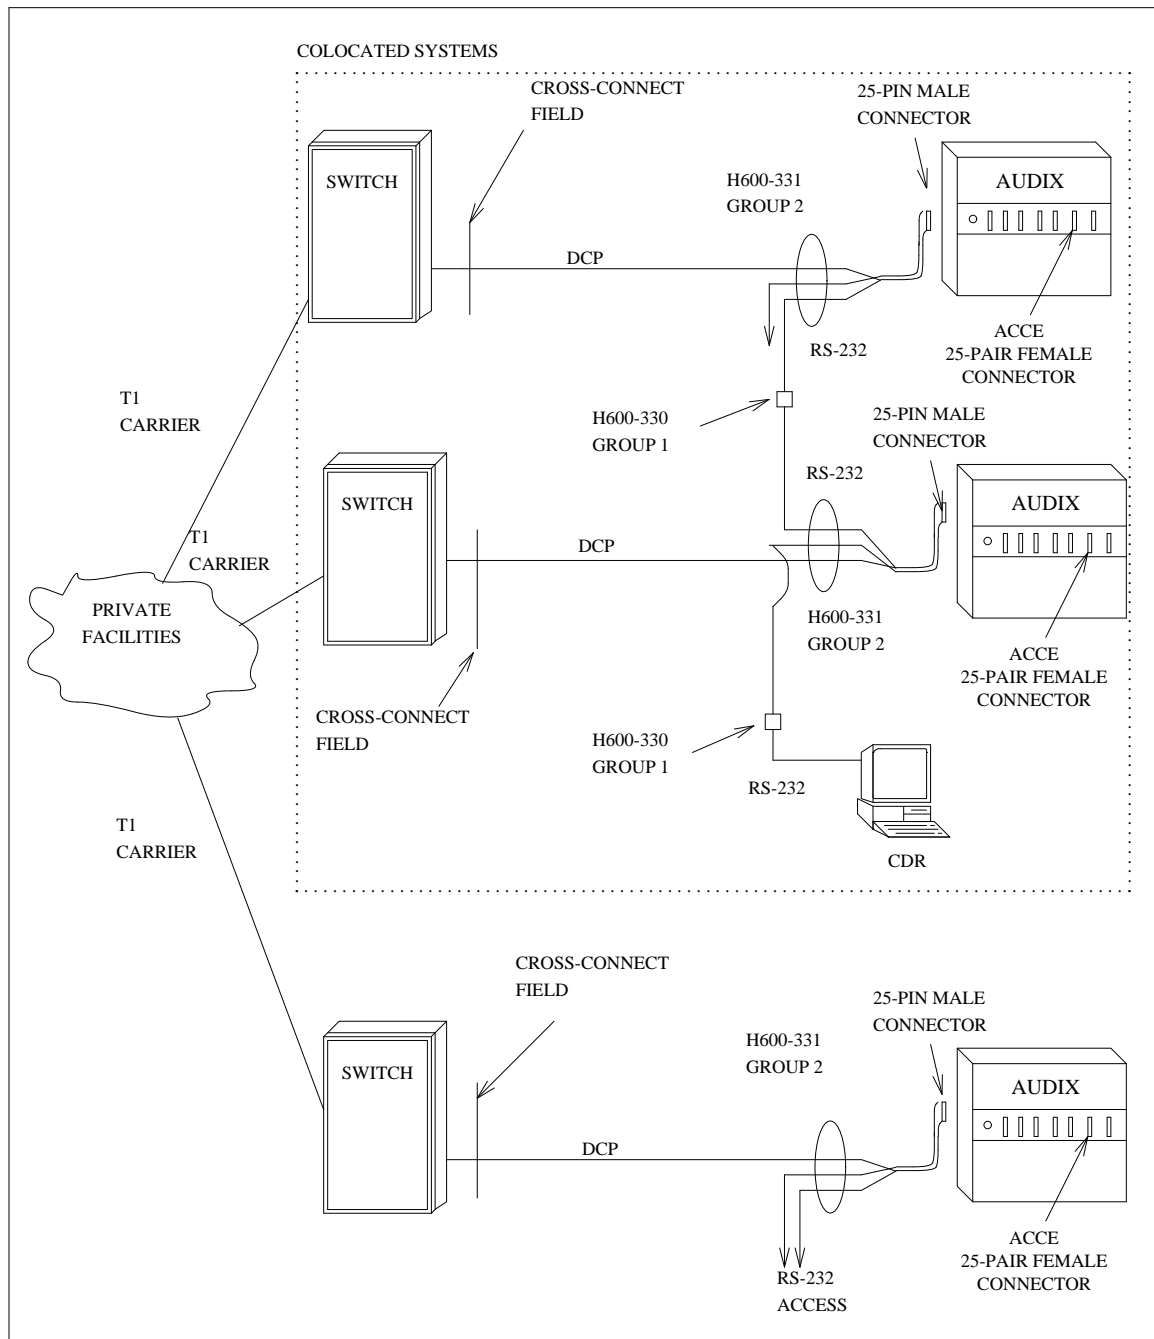 COLOCATED SYSTEMS
CROSS-CONNECT
FIELD
25-PIN MALE
CONNECTOR
SWITCH
H600-331
GROUP 2
AUDIX
DCP
RS-232
ACCE
25-PAIR FEMALE
CONNECTOR
T1
CARRIER
H600-330
GROUP 1
25-PIN MALE
CONNECTOR
RS-232
SWITCH
AUDIX
T1
CARRIER
DCP
PRIVATE
FACILITIES
H600-331
GROUP 2
ACCE
25-PAIR FEMALE
CONNECTOR
CROSS-CONNECT
FIELD
H600-330
GROUP 1
RS-232
T1
CARRIER
CDR
CROSS-CONNECT
FIELD
25-PIN MALE
CONNECTOR
H600-331
GROUP 2
SWITCH
AUDIX
DCP
ACCE
25-PAIR FEMALE
CONNECTOR
RS-232
ACCESS